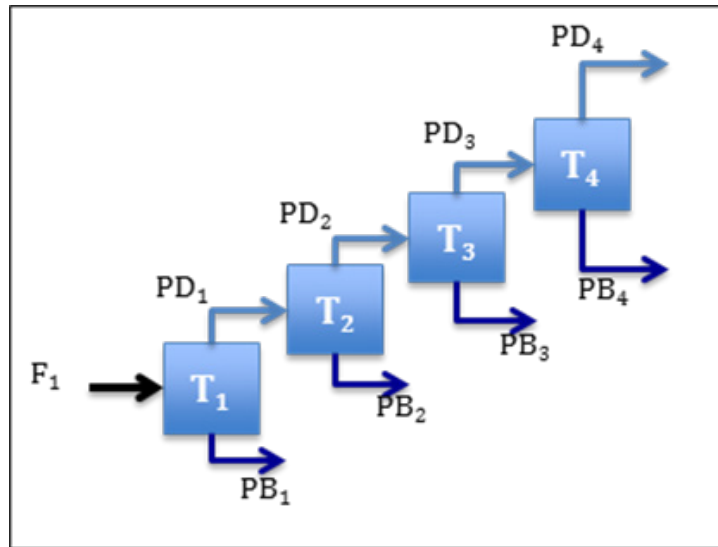 PD₄
PD₃
T₄
PD₂
T₃
PB₄
PD₁
T₂
PB₃
F₁
T₁
PB₂
PB₁